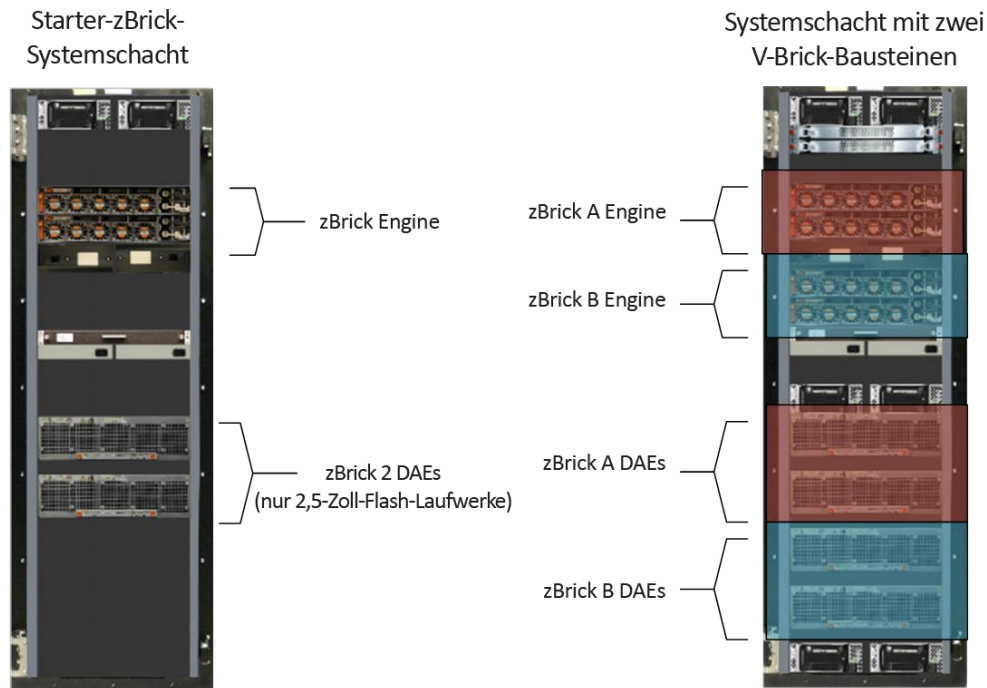 Starter-zBrick-
Systemschacht
Systemschacht mit zwei
V-Brick-Bausteinen
zBrick Engine
zBrick 2 DAEs
(nur 2,5-Zoll-Flash-Laufwerke)
zBrick A Engine
zBrick B Engine
zBrick A DAEs
zBrick B DAEs